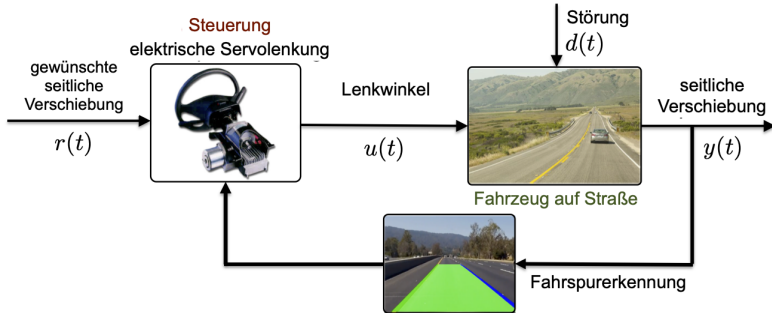 Steuerung
elektrische Servolenkung
Störung
d(t)
gewünschte
seitliche
Verschiebung
r(t)
Lenkwinkel
u(t)
seitliche
Verschiebung
y(t)
Fahrzeug auf Straße
Fahrspurerkennung